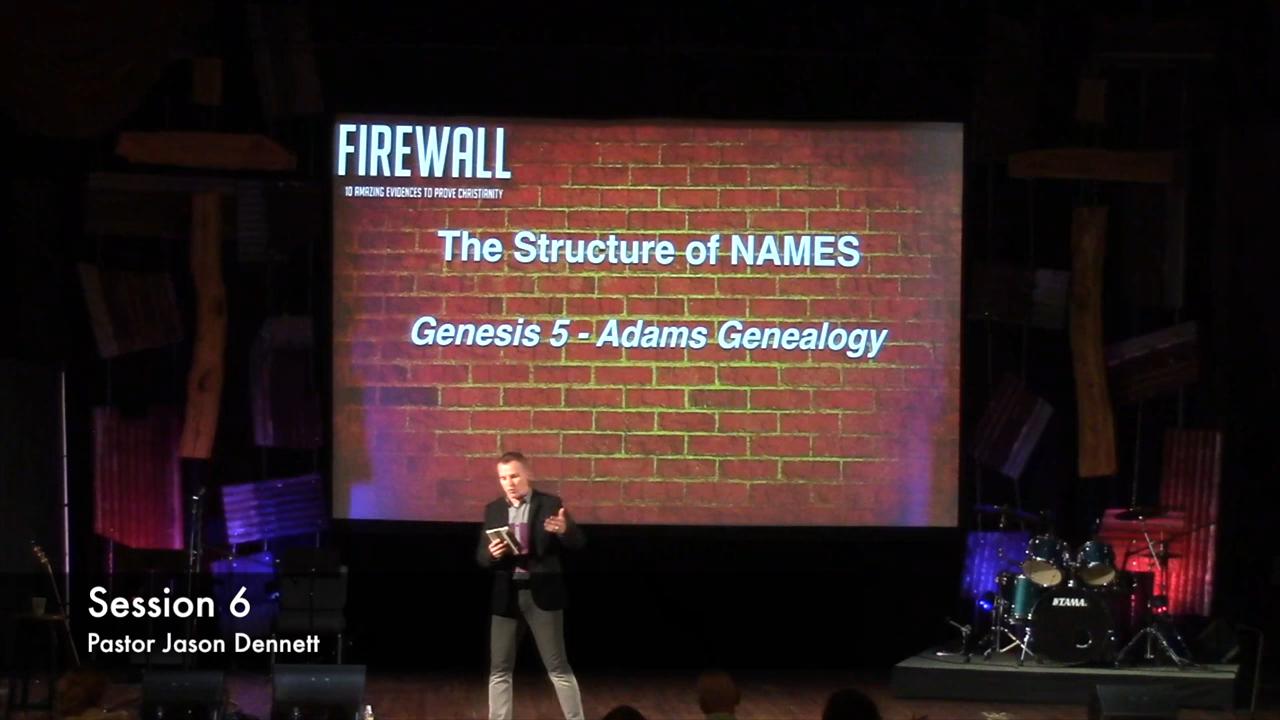 FIREWALL
10 AMAZING EVIDENCES TO PROVE CHRISTIANITY
The Structure of NAMES
Genesis 5 - Adams Genealogy
Session 6
Pastor Jason Dennett
TAMA